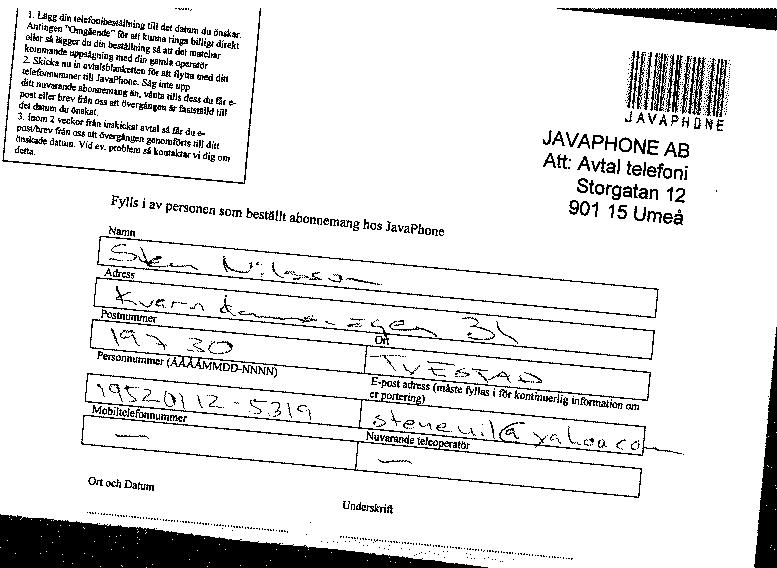 1. Lägg din telefonibeställning till det datum du önskar.
Antingen "Omgående" för att kunna ringa billigt direkt
eller så lägger du din beställning så att det matchar
kommande uppsägning med din gamla operatör
2. Skicka nu in avtalsblanketten för att flytta med ditt
telefonnummer till JavaPhone. Säg inte upp
ditt nuvarande abonnemang än, vänta tills dess du får e-
post eller brev från oss att övergången är fastställd till
det datum du önskat.
3. Inom 2 veckor från inskickat avtal så får du e-
post/brev från oss att övergången genomförts till ditt
önskade datum. Vid ev. problem så kontaktar vi dig om
detta.
JAVAPHONE
JAVAPHONE AB
Att: Avtal telefoni
Storgatan 12
901 15 Umeå
Fylls i av personen som beställt abonnemang hos JavaPhone
Namn
Sten Nilsson
Adress
31
Postnummer
Ort
197 30
TVESTAD
Personnummer (ÅÅÅÅMMDD-NNNN)
E-post adress (måste fyllas i för kontinuerlig information om
er portering)
19520112-5319
stenenil@yahoo.com
Mobiltelefonnummer
Nuvarande teleoperatör
—
—
Ort och Datum
Underskrift